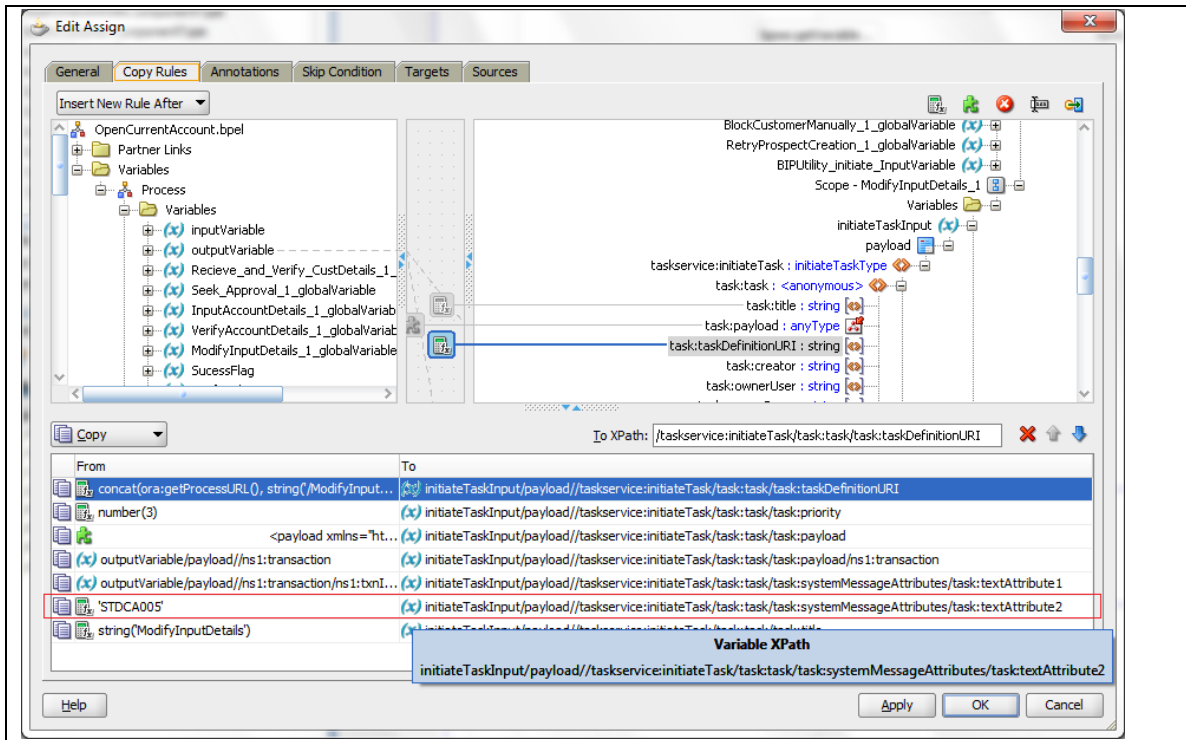 Edit Assign
General
Copy Rules
Annotations
Skip Condition
Targets
Sources
Insert New Rule After
OpenCurrentAccount.bpel
Partner Links
Variables
Process
Variables
(x) inputVariable
(x) outputVariable
(x) Recieve_and_Verify_CustDetails_1_
(x) Seek_Approval_1_globalVariable
(x) InputAccountDetails_1_globalVariab
(x) VerifyAccountDetails_1_globalVariab
(x) ModifyInputDetails_1_globalVariable
(x) SucessFlag
BlockCustomerManually_1_globalVariable (x)
RetryProspectCreation_1_globalVariable (x)
BIPUtility_initiate_InputVariable (x)
Scope - ModifyInputDetails_1
Variables
initiateTaskInput (x)
payload
taskservice:initiateTask : initiateTaskType
task:task : <anonymous>
task:title : string
task:payload : anyType
task:taskDefinitionURI : string
task:creator : string
task:ownerUser : string
Copy
To XPath: /taskservice:initiateTask/task:task/task:taskDefinitionURI
From To
concat(ora:getProcessURL(), string('/ModifyInput... (x) initiateTaskInput/payload//taskservice:initiateTask/task:task/task:taskDefinitionURI
number(3) (x) initiateTaskInput/payload//taskservice:initiateTask/task:task/task:priority
<payload xmlns="ht... (x) initiateTaskInput/payload//taskservice:initiateTask/task:task/task:payload
(x) outputVariable/payload//ns1:transaction (x) initiateTaskInput/payload//taskservice:initiateTask/task:task/task:payload/ns1:transaction
(x) outputVariable/payload//ns1:transaction/ns1:txnI... (x) initiateTaskInput/payload//taskservice:initiateTask/task:task/task:systemMessageAttributes/task:textAttribute1
'STDCA005' (x) initiateTaskInput/payload//taskservice:initiateTask/task:task/task:systemMessageAttributes/task:textAttribute2
string('ModifyInputDetails')
Variable XPath
initiateTaskInput/payload//taskservice:initiateTask/task:task/task:systemMessageAttributes/task:textAttribute2
Help
Apply
OK
Cancel